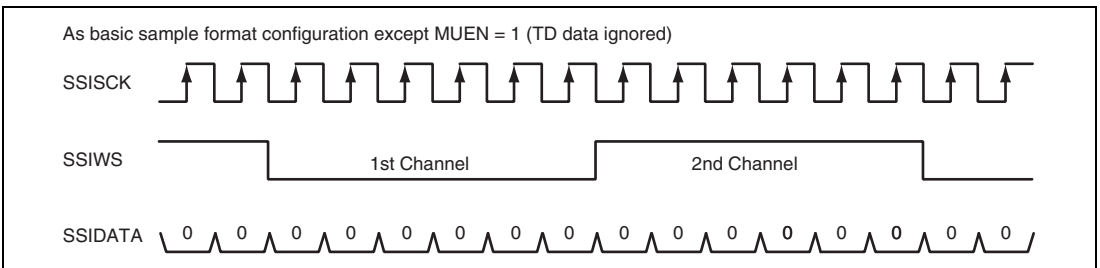 As basic sample format configuration except MUEN = 1 (TD data ignored)
SSISCK
SSIWS 1st Channel 2nd Channel
SSIDATA 0 0 0 0 0 0 0 0 0 0 0 0 0 0 0 0